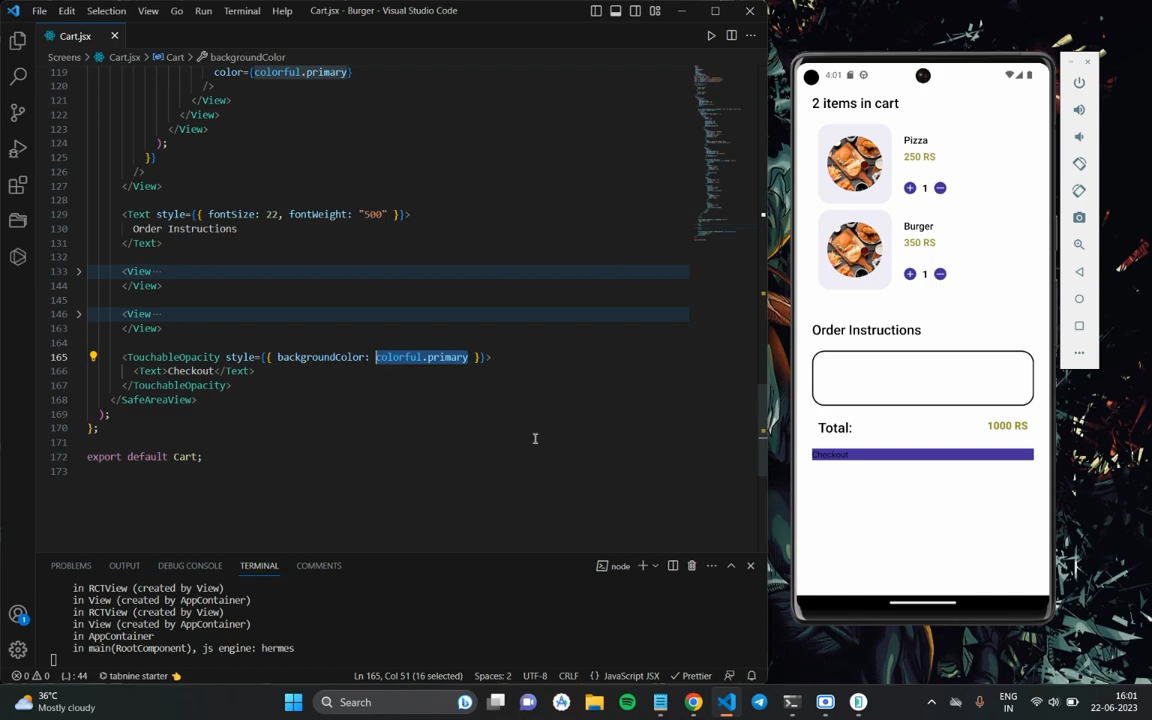 File Edit Selection View Go Run Terminal Help Cart.jsx - Burger - Visual Studio Code
Cart.jsx
Screens > Cart.jsx > Cart > backgroundColor
119 color={colorful.primary}
120 />
121 </View>
122 </View>
123 </View>
124 );
125 }}
126 />
127 </View>
128
129 <Text style={{ fontSize: 22, fontWeight: "500" }}>
130 Order Instructions
131 </Text>
132
133 <View ...
144 </View>
145
146 <View ...
163 </View>
164
165 <TouchableOpacity style={{ backgroundColor: colorful.primary }}>
166 <Text>Checkout</Text>
167 </TouchableOpacity>
168 </SafeAreaView>
169 );
170 };
171
172 export default Cart;
173
PROBLEMS OUTPUT DEBUG CONSOLE TERMINAL COMMENTS
node
in RCTView (created by View)
in View (created by AppContainer)
in RCTView (created by View)
in View (created by AppContainer)
in AppContainer
in main(RootComponent), js engine: hermes
1
0 0 {..}: 44 tabnine starter Ln 165, Col 51 (16 selected) Spaces: 2 UTF-8 CRLF {} JavaScript JSX Prettier
4:01
2 items in cart
Pizza
250 RS
1
Burger
350 RS
1
Order Instructions
Total: 1000 RS
Checkout
36°C
Mostly cloudy
Search
ENG
IN
16:01
22-06-2023